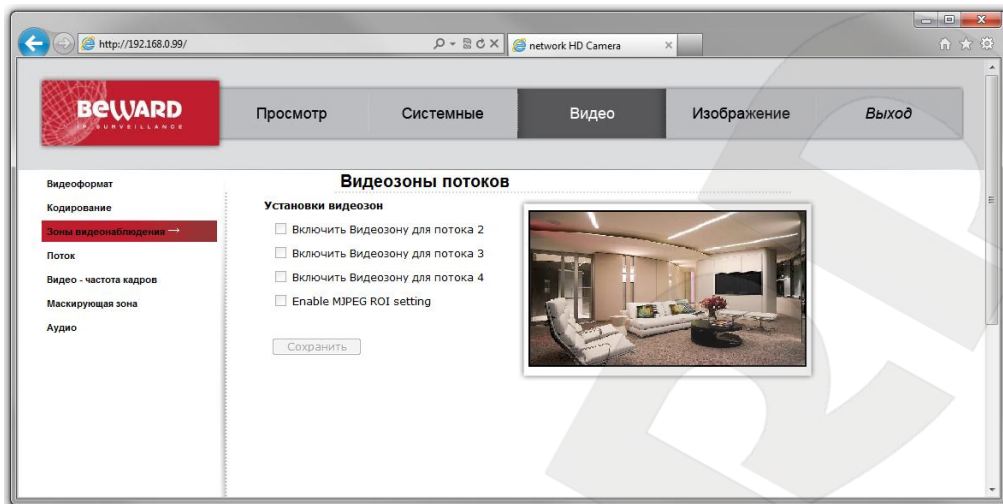 http://192.168.0.99/
network HD Camera
BEWARD
IP SURVEILLANCE
Просмотр
Системные
Видео
Изображение
Выход
Видеоформат
Кодирование
Зоны видеонаблюдения →
Поток
Видео - частота кадров
Маскирующая зона
Аудио
Видеозоны потоков
Установки видеозон
Включить Видеозону для потока 2
Включить Видеозону для потока 3
Включить Видеозону для потока 4
Enable MJPEG ROI setting
Сохранить